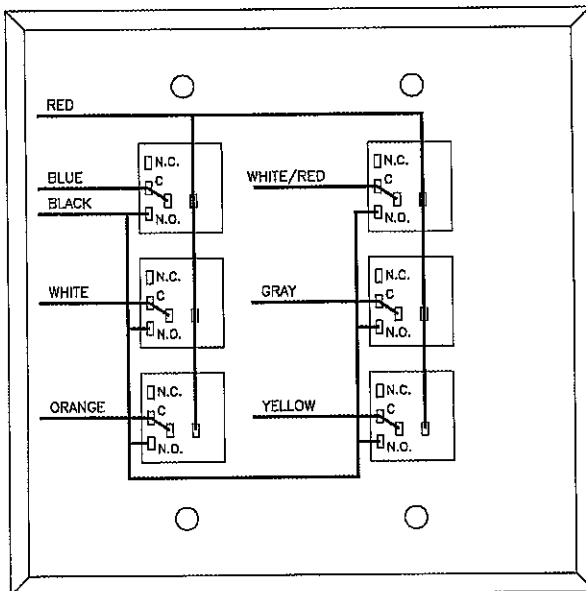 RED
N.C.
BLUE
C
BLACK
N.O.
N.C.
WHITE/RED
C
N.O.
N.C.
WHITE
C
N.O.
N.C.
GRAY
C
N.O.
N.C.
ORANGE
C
N.O.
N.C.
YELLOW
C
N.O.